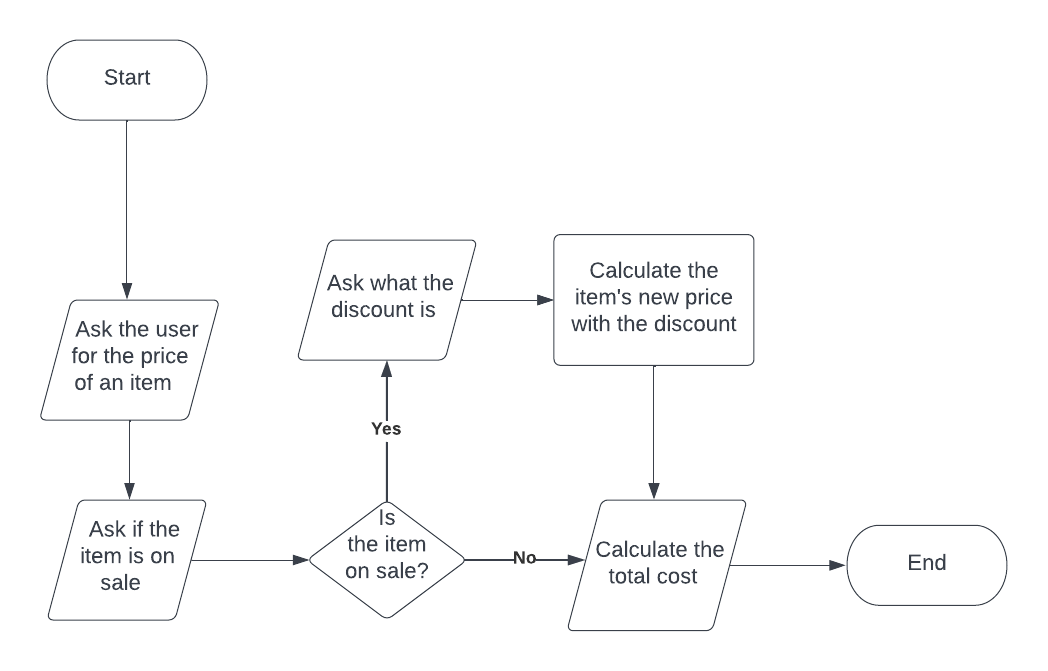 Start
Ask the user
for the price
of an item
Ask if the
item is on
sale
Is
the item
on sale?
Yes
Ask what the
discount is
Calculate the
item's new price
with the discount
No
Calculate the
total cost
End